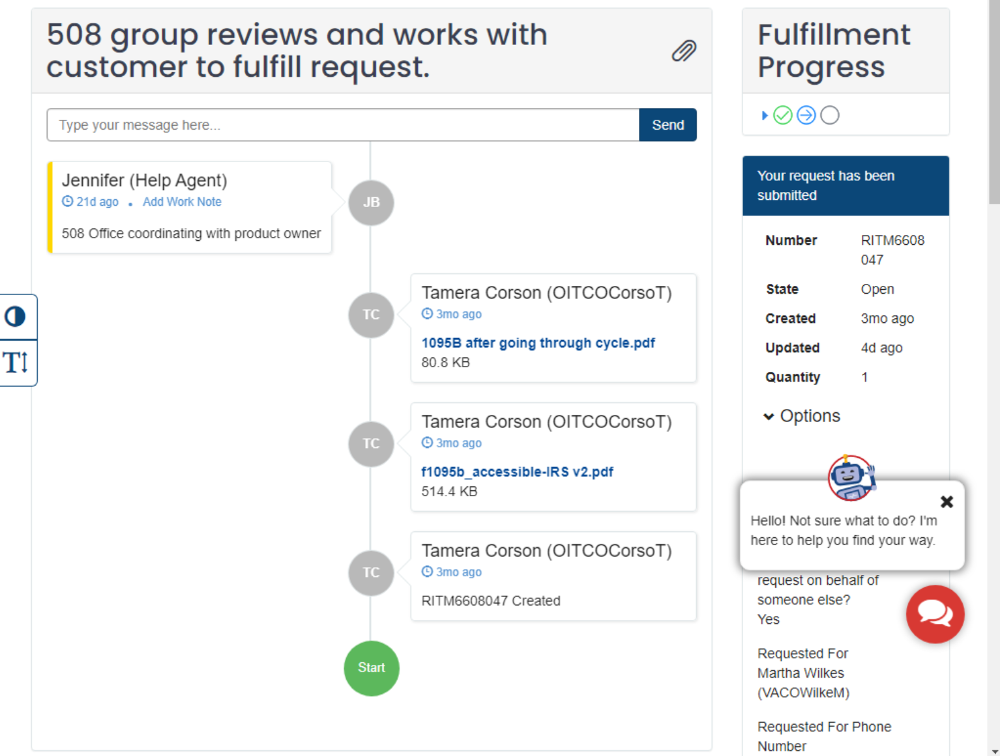 508 group reviews and works with
customer to fulfill request.
Type your message here...
Send
Jennifer (Help Agent)
21d ago . Add Work Note
508 Office coordinating with product owner
JB
TC
Tamera Corson (OITCOCorsoT)
3mo ago
1095B after going through cycle.pdf
80.8 KB
TC
Tamera Corson (OITCOCorsoT)
3mo ago
f1095b_accessible-IRS v2.pdf
514.4 KB
TC
Tamera Corson (OITCOCorsoT)
3mo ago
RITM6608047 Created
Start
T
Fulfillment
Progress
Your request has been
submitted
Number RITM6608
047
State Open
Created 3mo ago
Updated 4d ago
Quantity 1
Options
Hello! Not sure what to do? I'm
here to help you find your way.
request on behalf of
someone else?
Yes
Requested For
Martha Wilkes
(VACOWilkeM)
Requested For Phone
Number